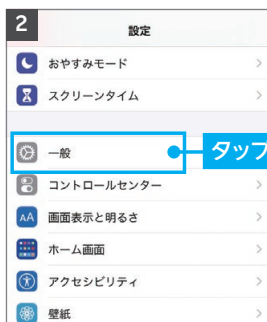 2
設定
おやすみモード
スクリーンタイム
一般
タップ
コントロールセンター
AA 画面表示と明るさ
ホーム画面
アクセシビリティ
壁紙